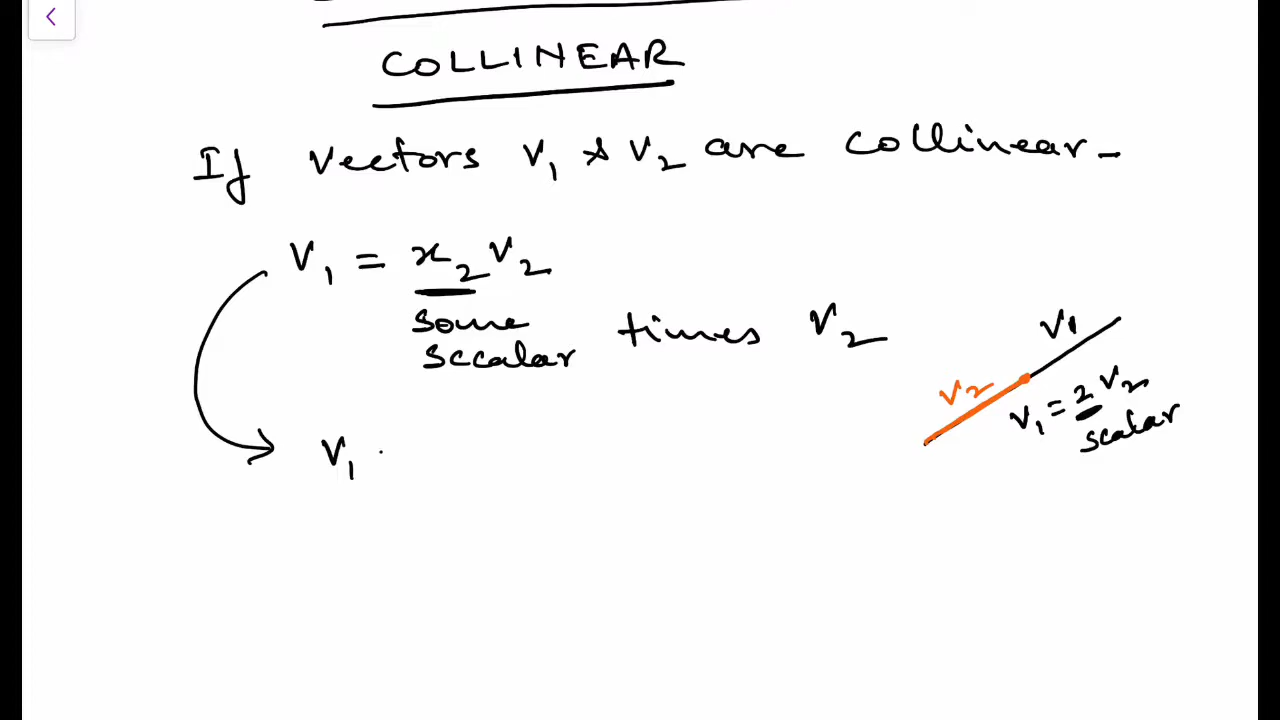 COLLINEAR
If vectors V₁ & V₂ are collinear-
V₁ = x₂ V₂
some scalar times V₂
V₁
V₂
V₁ = 2 V₂
scalar
V₁